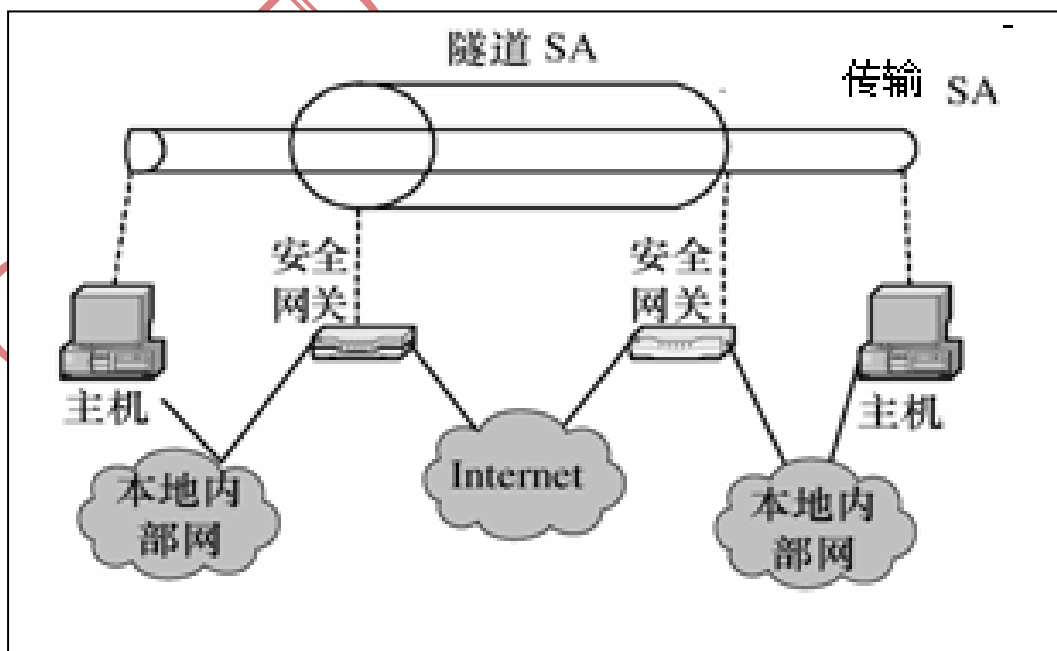 隧道 SA
传输 SA
安全
网关
安全
网关
主机
主机
本地内
部网
Internet
本地内
部网